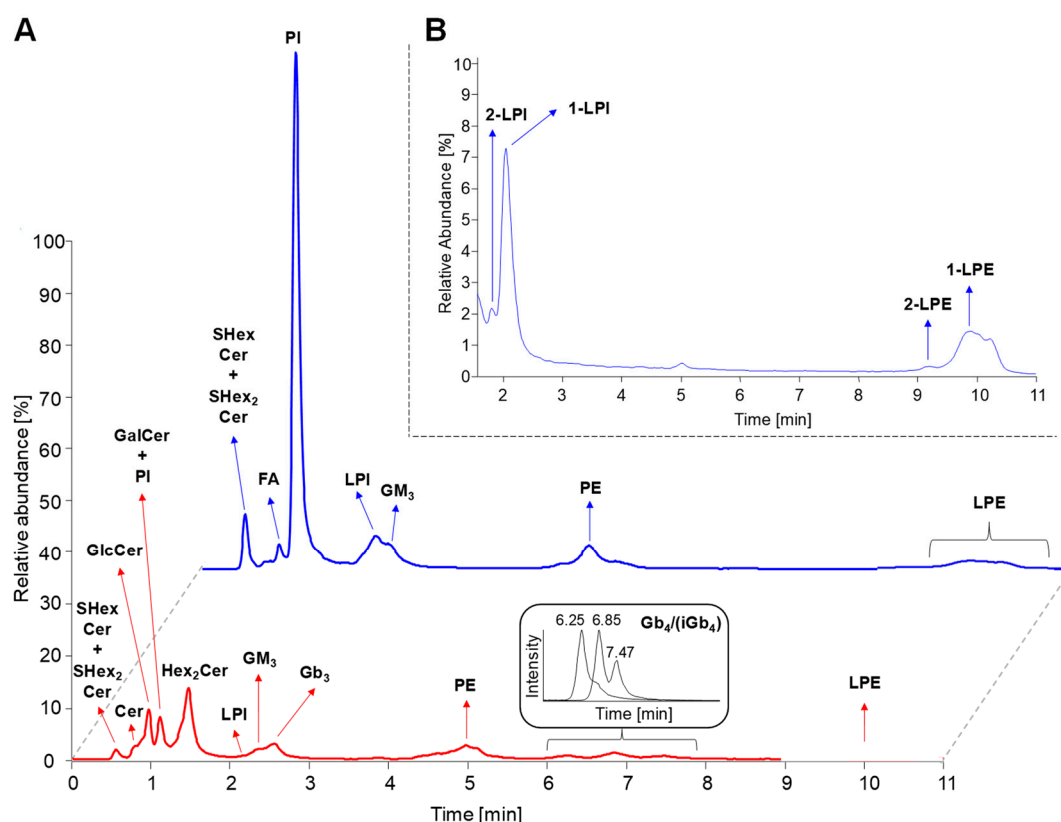 A
B
PI
10
9
8
7
6
5
4
3
2
1
0
Relative Abundance [%]
2-LPI
1-LPI
2-LPE
1-LPE
2
3
4
5
6
7
8
9
10
11
Time [min]
100
90
80
70
60
50
40
30
20
10
0
Relative abundance [%]
SHex
Cer
+
SHex₂
Cer
FA
LPI
GM₃
PE
LPE
GalCer
+
PI
GlcCer
SHex
Cer
+
SHex₂
Cer
Cer
Hex₂Cer
LPI
GM₃
Gb₃
PE
6.25
6.85
7.47
Gb₄/(iGb₄)
Intensity
Time [min]
LPE
0
1
2
3
4
5
6
7
8
9
10
11
Time [min]